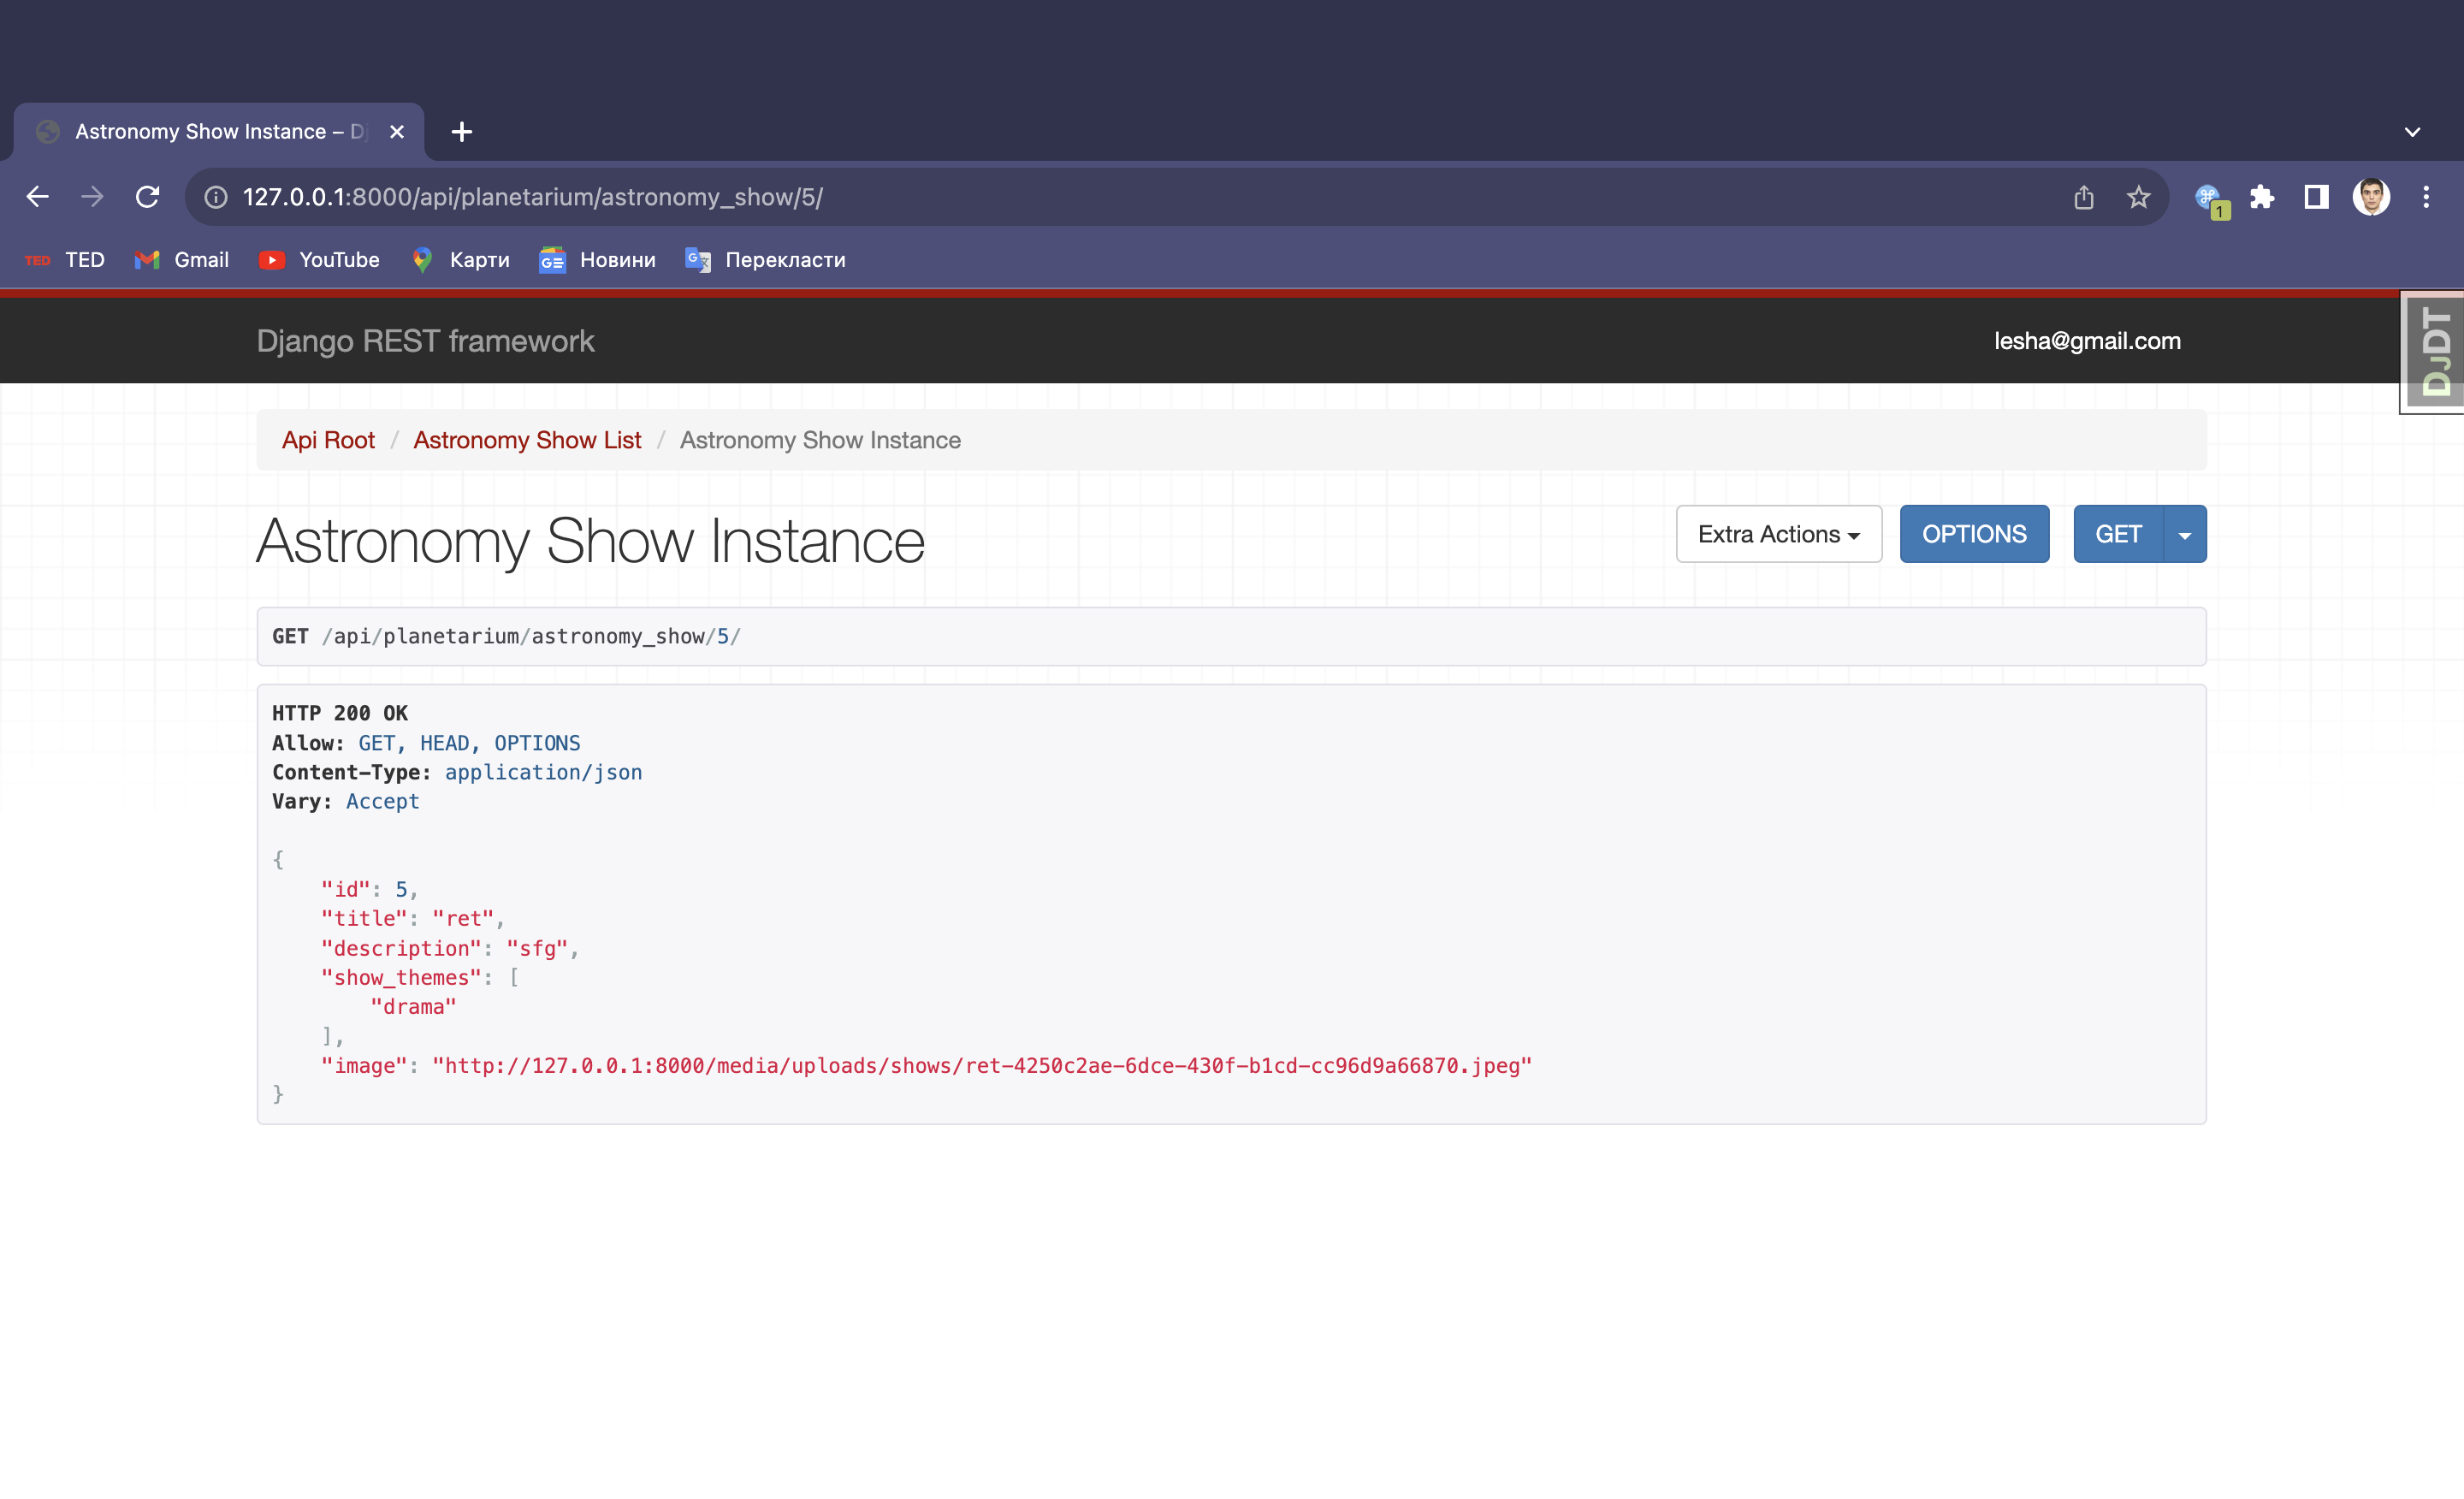 Astronomy Show Instance – Dj
127.0.0.1:8000/api/planetarium/astronomy_show/5/
1
TED TED Gmail YouTube Карти Новини Перекласти
Django REST framework lesha@gmail.com
DJDT
Api Root / Astronomy Show List / Astronomy Show Instance
Astronomy Show Instance Extra Actions OPTIONS GET
GET /api/planetarium/astronomy_show/5/
HTTP 200 OK
Allow: GET, HEAD, OPTIONS
Content-Type: application/json
Vary: Accept
{
"id": 5,
"title": "ret",
"description": "sfg",
"show_themes": [
"drama"
],
"image": "http://127.0.0.1:8000/media/uploads/shows/ret-4250c2ae-6dce-430f-b1cd-cc96d9a66870.jpeg"
}